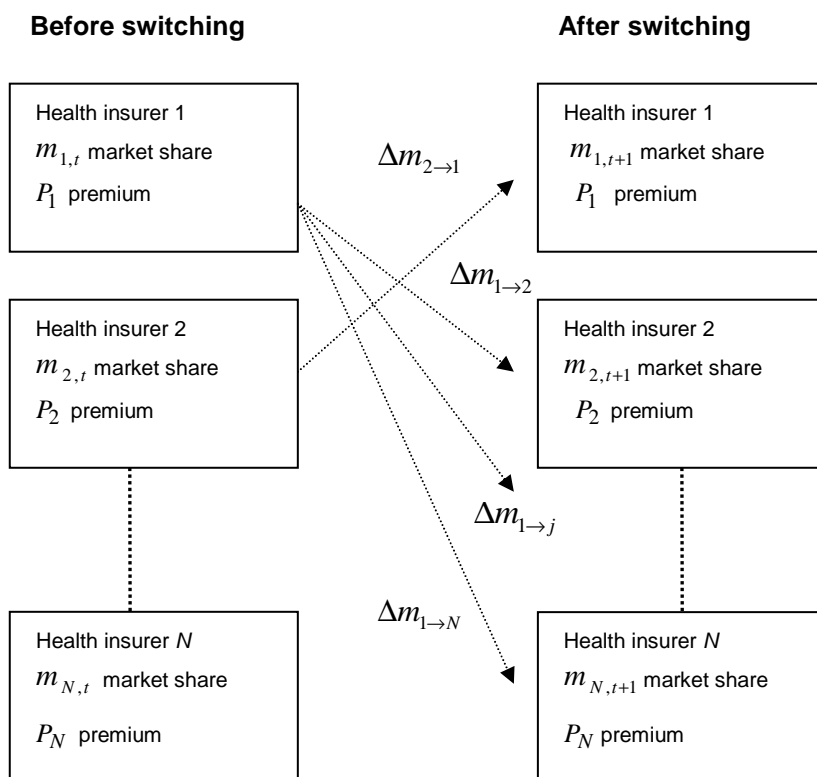 Before switching
After switching
Health insurer 1
m_{1,t} market share
P_1 premium
Health insurer 1
m_{1,t+1} market share
P_1 premium
Δm_{2→1}
Δm_{1→2}
Health insurer 2
m_{2,t} market share
P_2 premium
Health insurer 2
m_{2,t+1} market share
P_2 premium
Δm_{1→j}
Δm_{1→N}
Health insurer N
m_{N,t} market share
P_N premium
Health insurer N
m_{N,t+1} market share
P_N premium